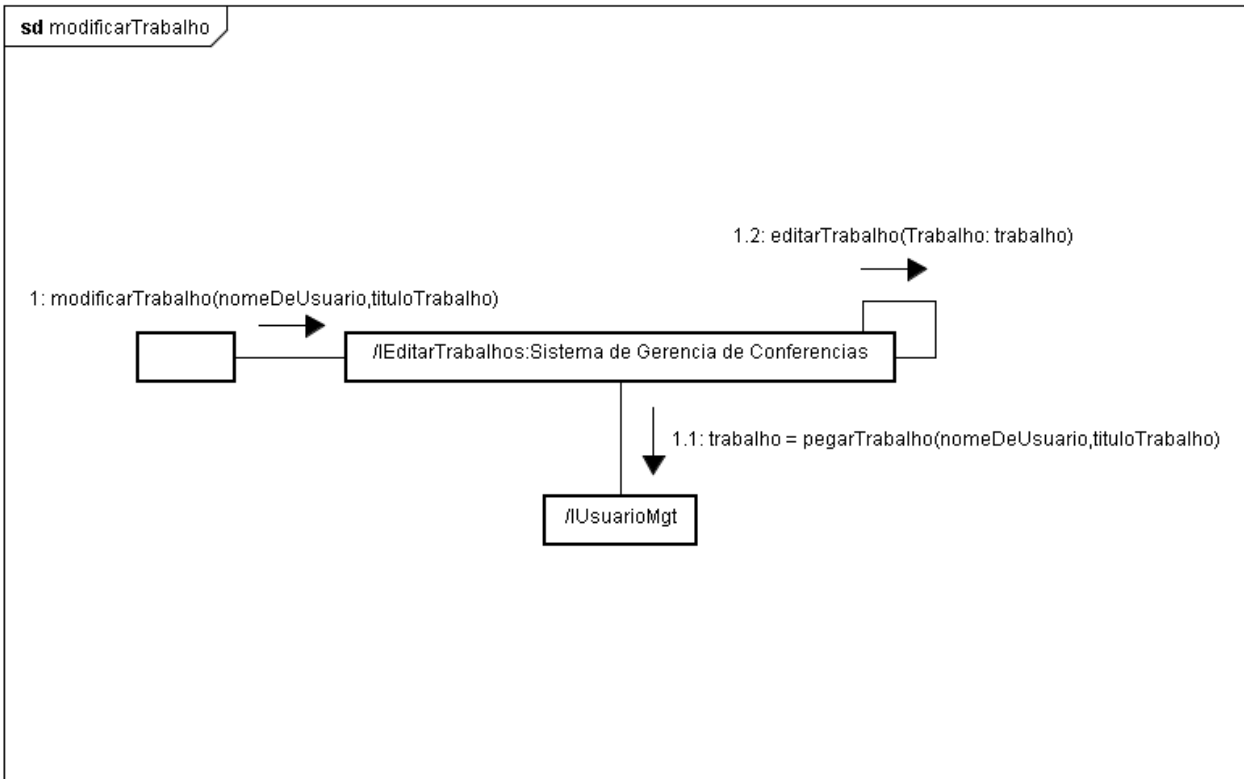 sd modificarTrabalho
1.2: editarTrabalho(Trabalho: trabalho)
1: modificarTrabalho(nomeDeUsuario,tituloTrabalho)
/IEditarTrabalhos:Sistema de Gerencia de Conferencias
1.1: trabalho = pegarTrabalho(nomeDeUsuario,tituloTrabalho)
/IUsuarioMgt